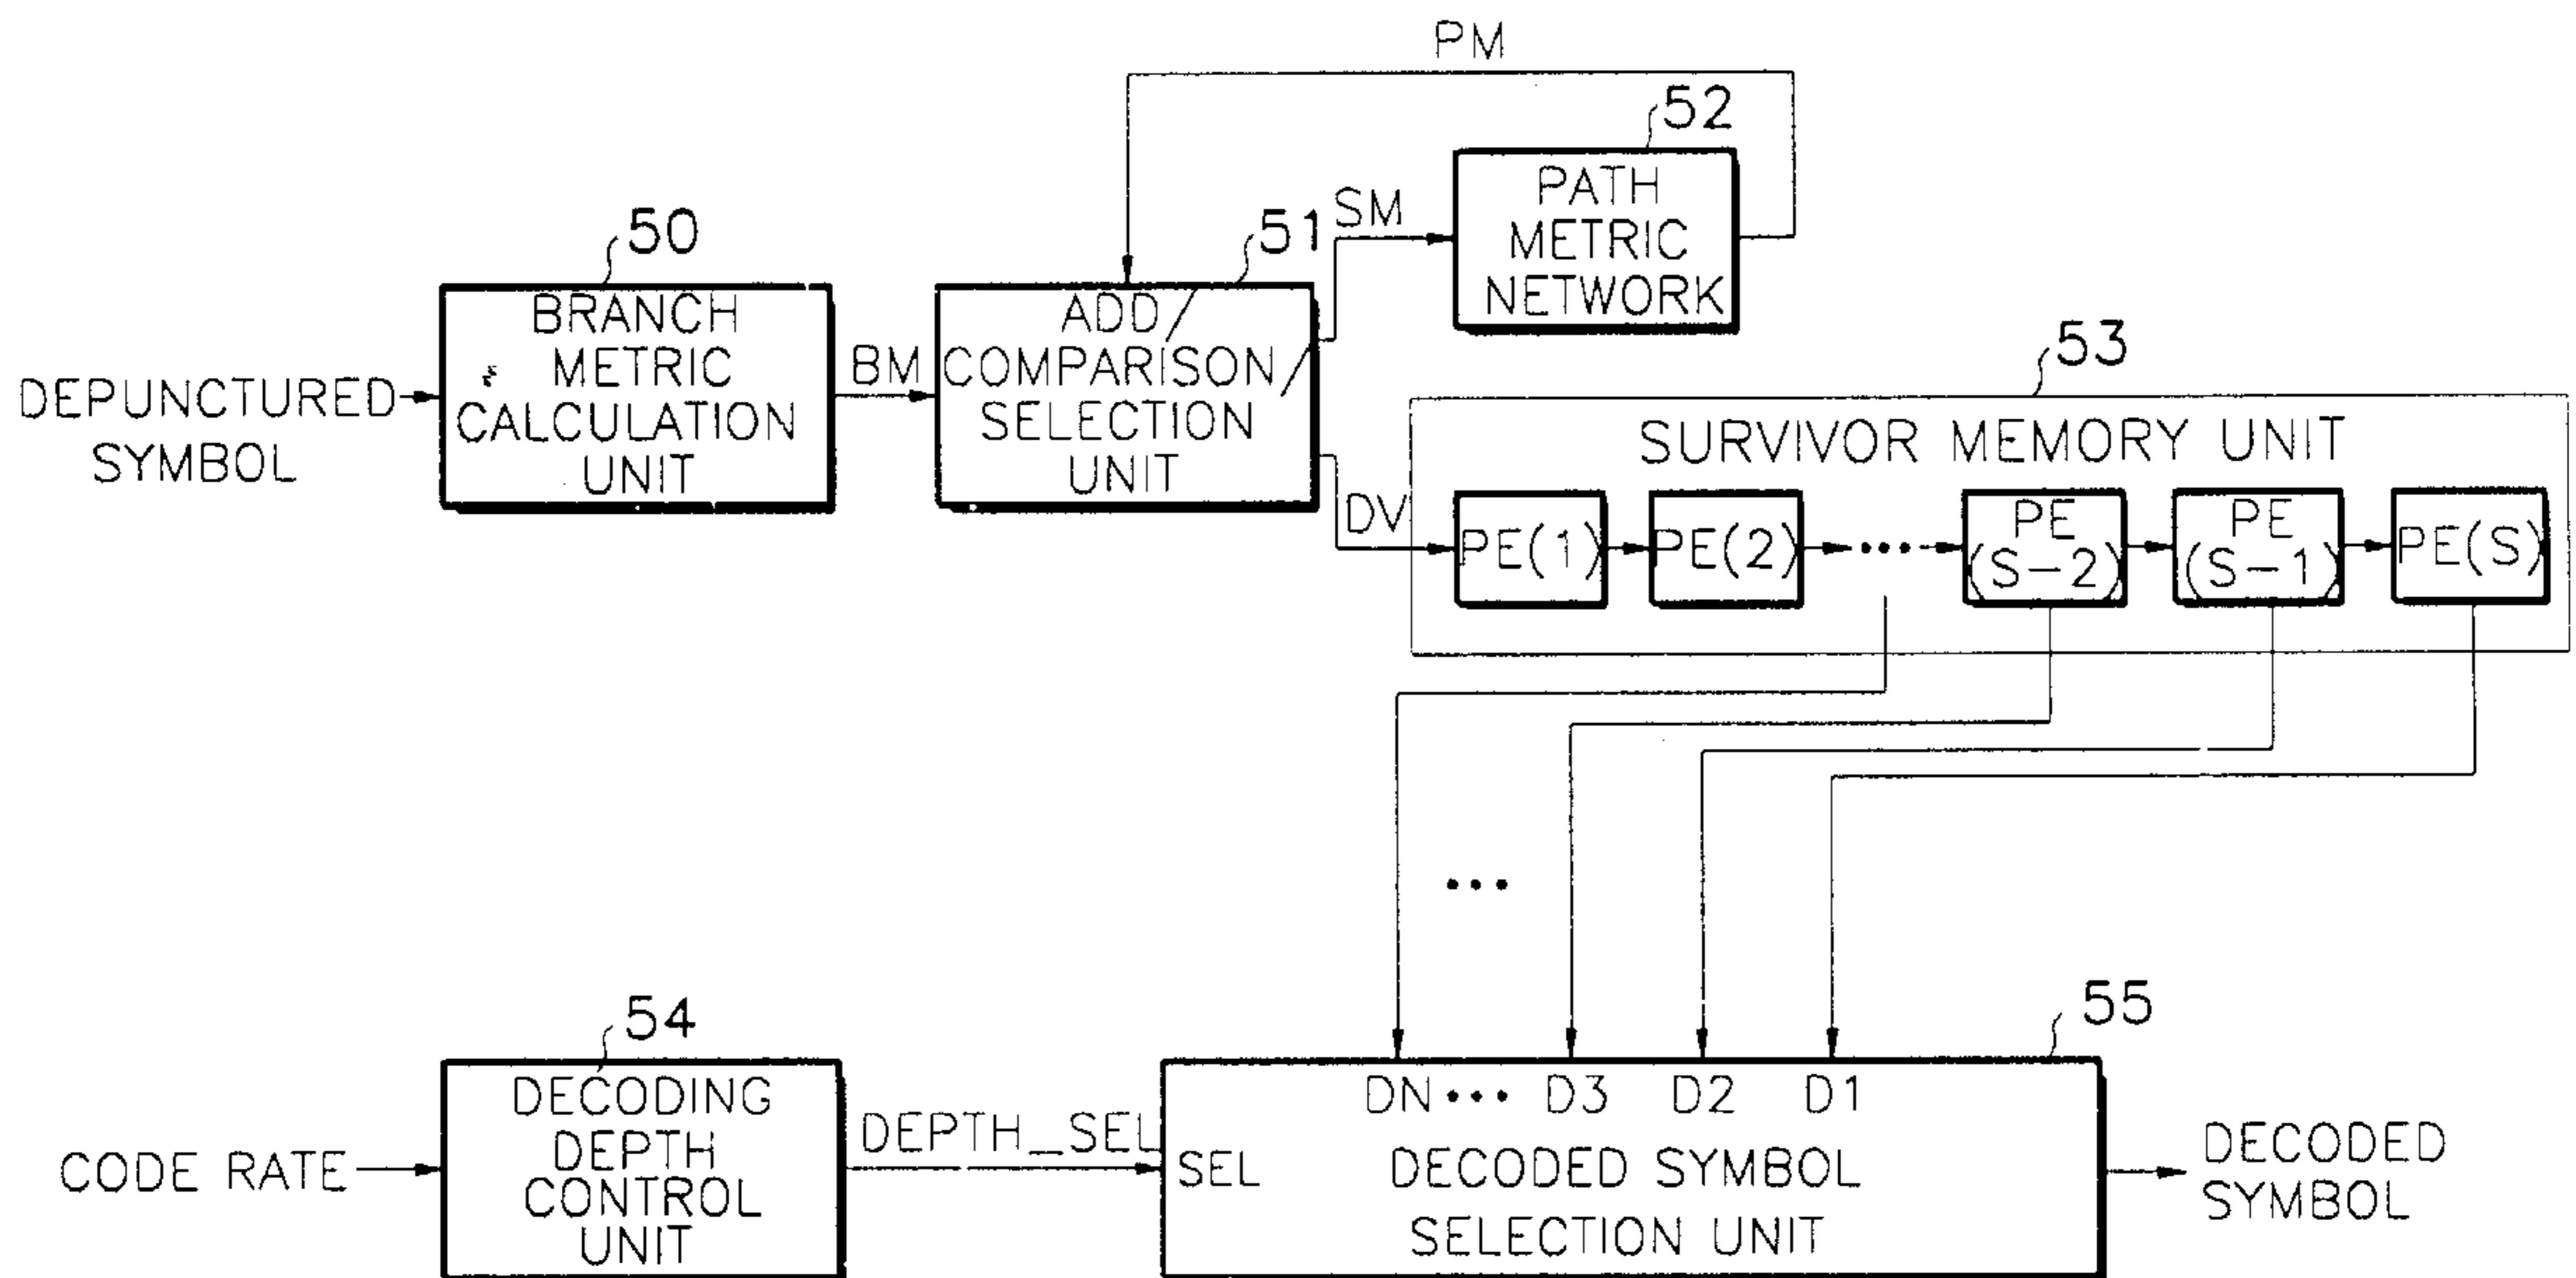 PM
52
PATH
METRIC
NETWORK
SM
50
51
BRANCH
METRIC
CALCULATION
UNIT
ADD/
COMPARISON/
SELECTION
UNIT
BM
DEPUNCTURED
SYMBOL
53
SURVIVOR MEMORY UNIT
DV
PE(1)
PE(2)
•••
PE
(S-2)
PE
(S-1)
PE(S)
•••
54
55
DECODING
DEPTH
CONTROL
UNIT
CODE RATE
DEPTH_SEL
SEL
DN ••• D3 D2 D1
DECODED SYMBOL
SELECTION UNIT
DECODED
SYMBOL